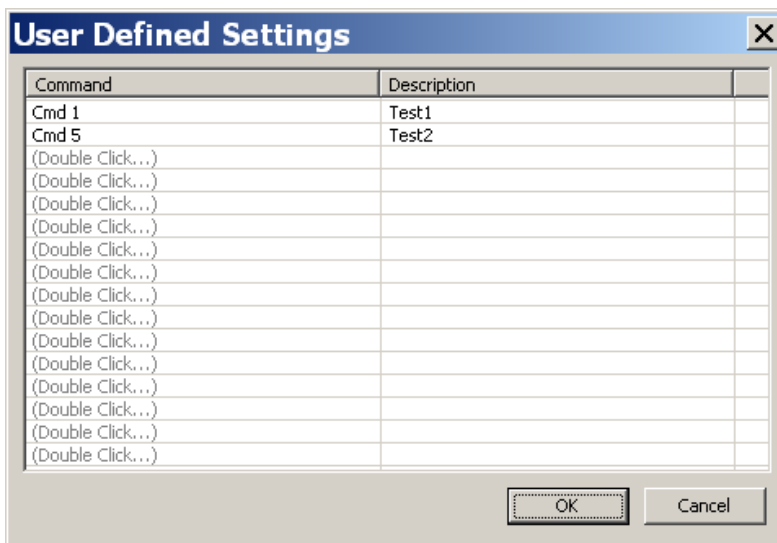 User Defined Settings
Command Description
Cmd 1 Test1
Cmd 5 Test2
(Double Click...)
(Double Click...)
(Double Click...)
(Double Click...)
(Double Click...)
(Double Click...)
(Double Click...)
(Double Click...)
(Double Click...)
(Double Click...)
(Double Click...)
(Double Click...)
(Double Click...)
(Double Click...)
OK Cancel